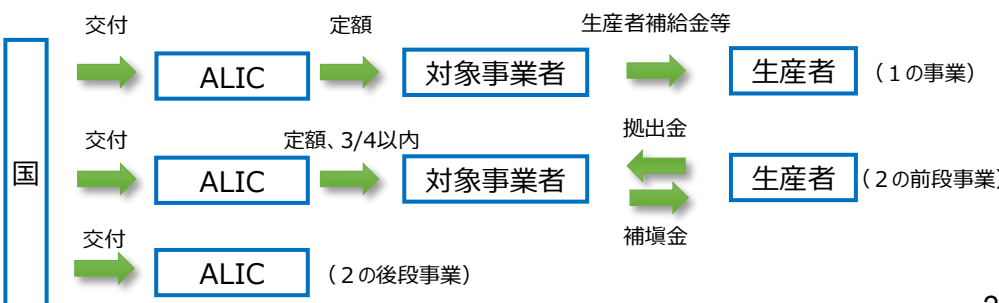 交付 定額 生産者補給金等
ALIC 対象事業者 生産者 （１の事業）
交付 定額、3/4以内 拠出金
国 ALIC 対象事業者 生産者 （２の前段事業）
交付 補塡金
ALIC （２の後段事業）